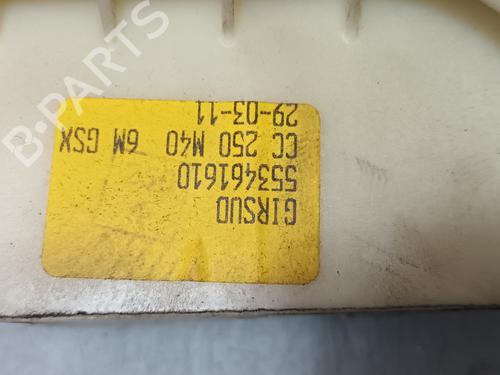 GIRSUD
553461610
CC 250 M40 6M GSX
29-03-11
B-PARTS